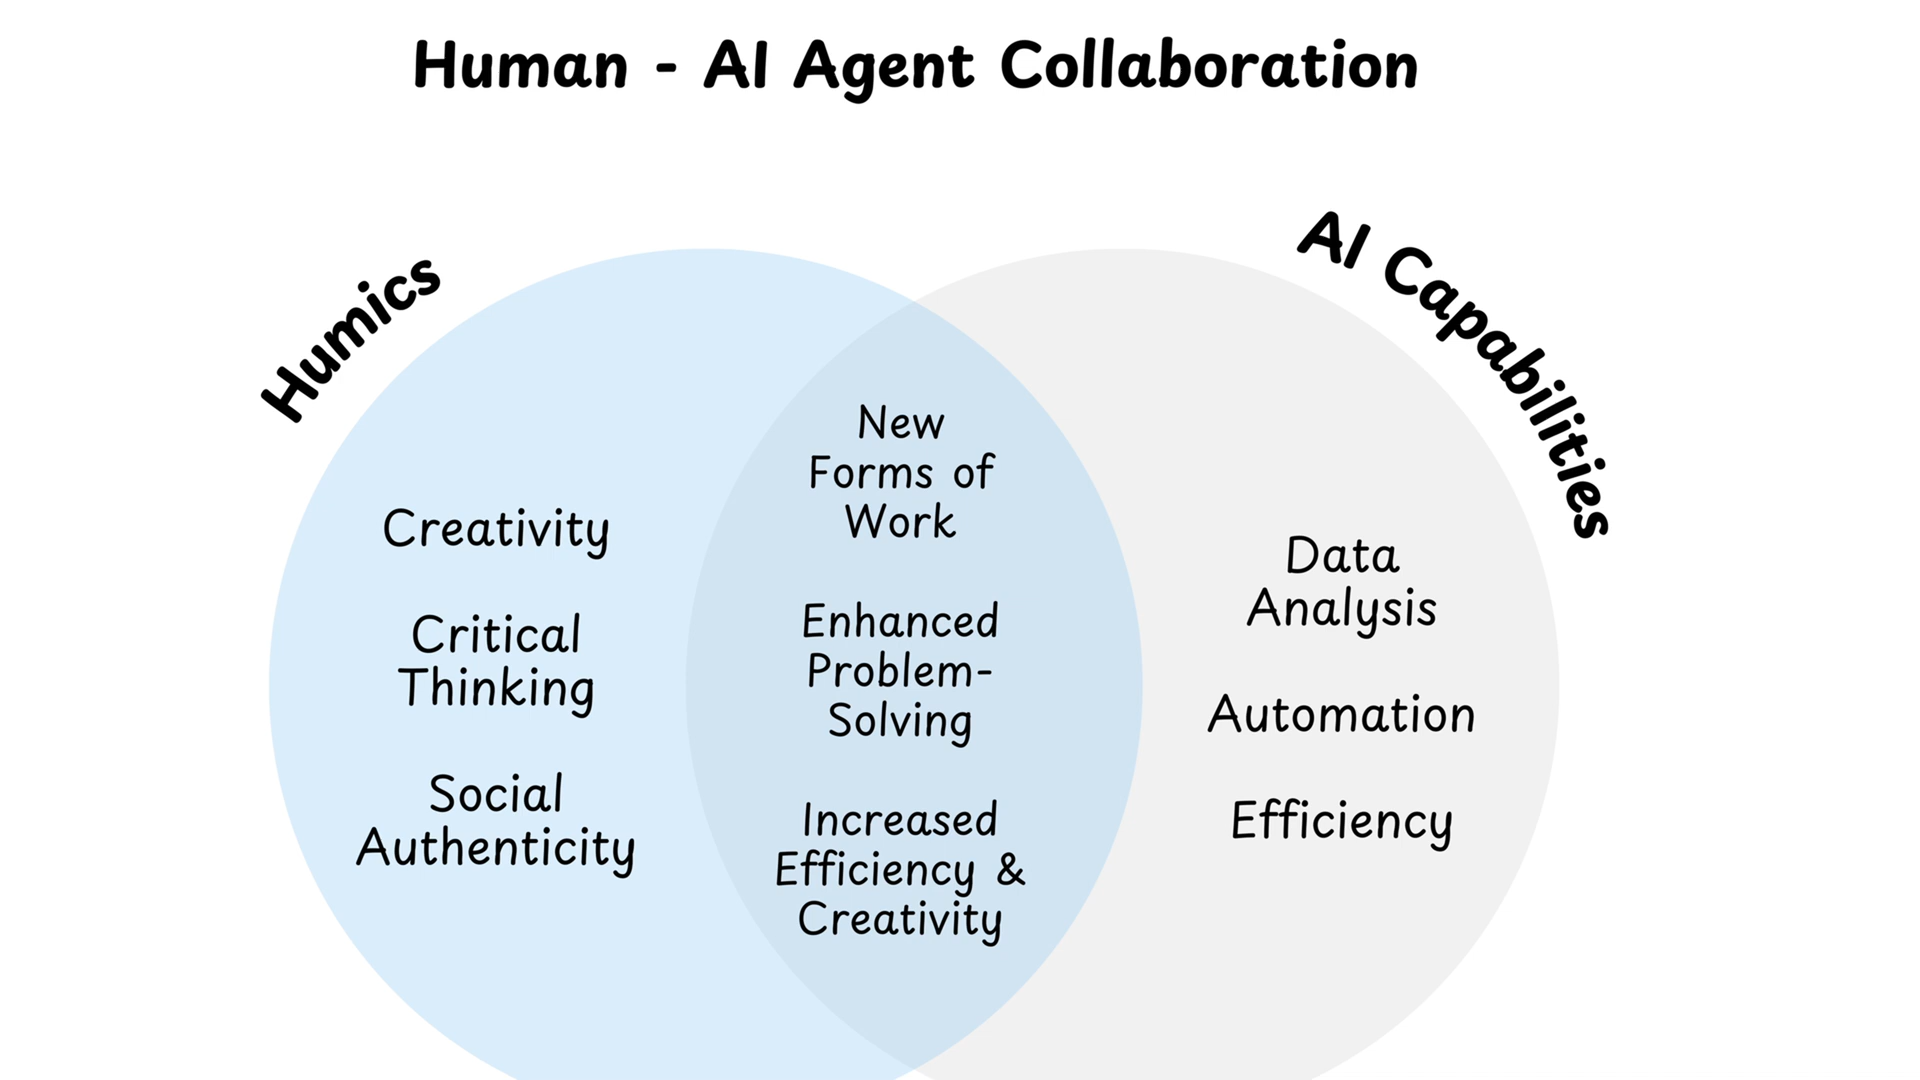 Human - AI Agent Collaboration
Humics
Creativity
Critical
Thinking
Social
Authenticity
New
Forms of
Work
Enhanced
Problem-
Solving
Increased
Efficiency &
Creativity
AI Capabilities
Data
Analysis
Automation
Efficiency